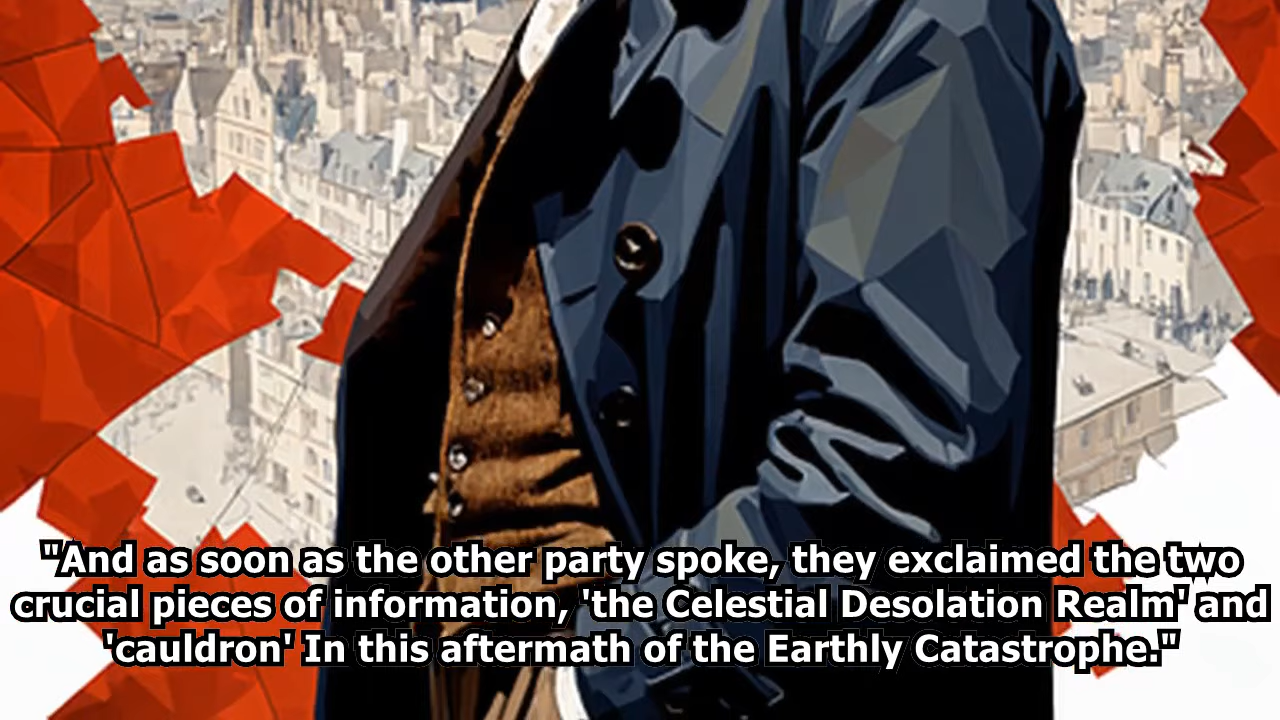 "And as soon as the other party spoke, they exclaimed the two
crucial pieces of information, 'the Celestial Desolation Realm' and
'cauldron' In this aftermath of the Earthly Catastrophe."